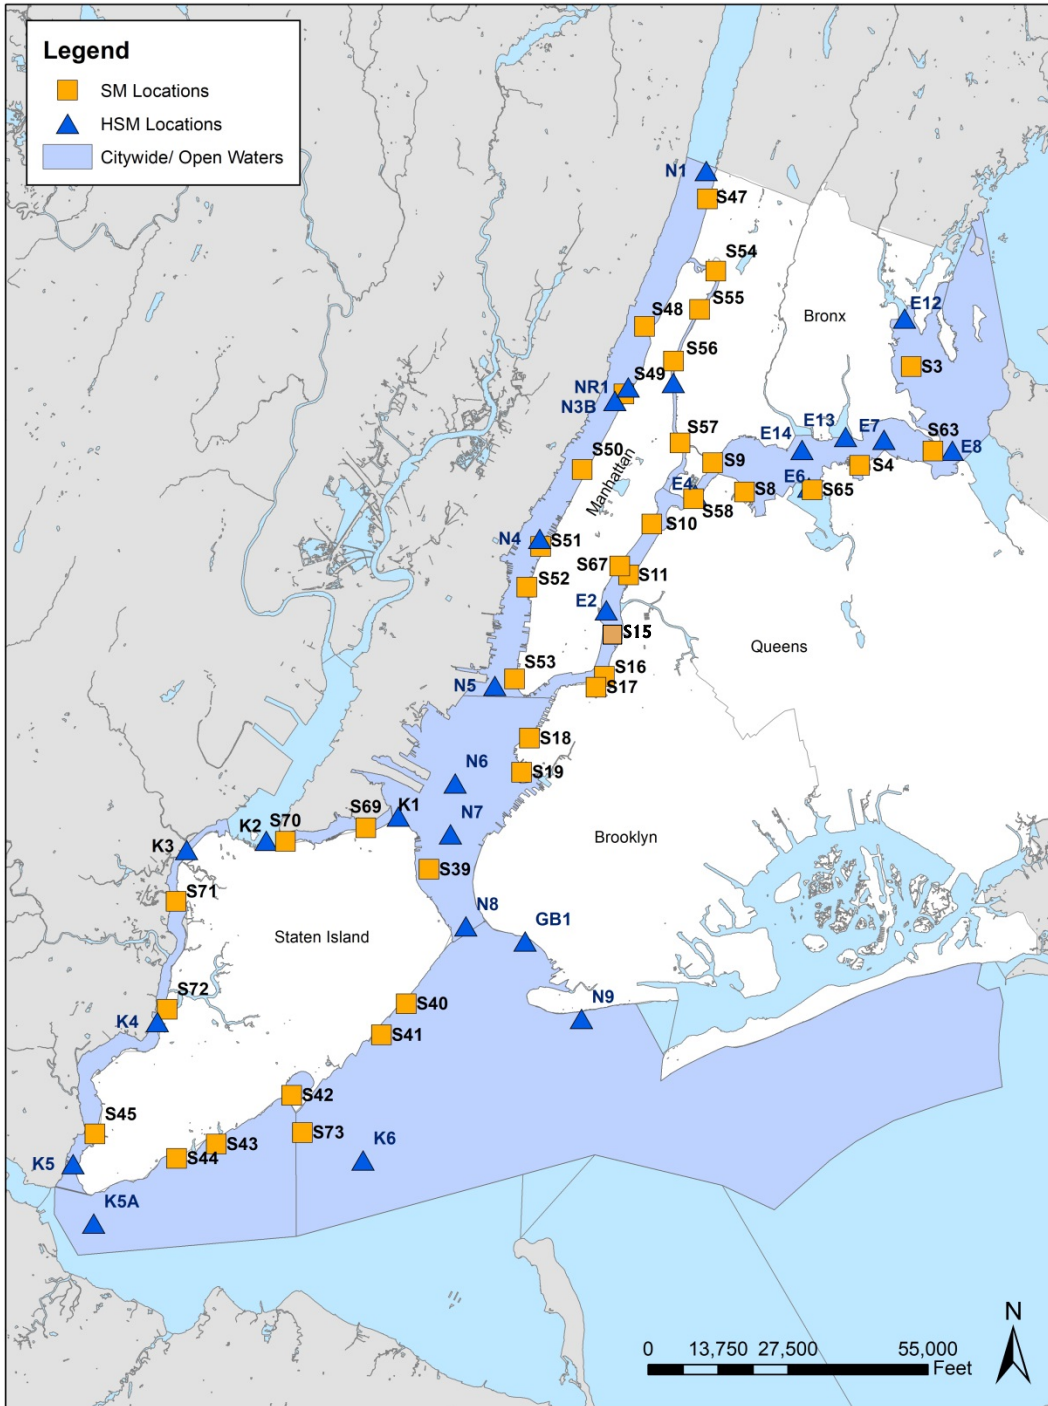 Legend
SM Locations
HSM Locations
Citywide/ Open Waters
N1
S47
S54
S55
S48
E12
Bronx
S56
S3
S49
NR1
N3B
S57
E13
E7
E14
S63
E8
S50
S9
S4
Manhattan
E4
E6
S8
S65
S58
S10
N4
S51
S67
S11
S52
E2
S15
Queens
S53
S16
N5
S17
S18
N6
S19
S69
K1
N7
K2
S70
Brooklyn
K3
S39
S71
N8
GB1
Staten Island
S72
S40
N9
K4
S41
S42
S45
S73
S43
K6
S44
K5
K5A
N
0 13,750 27,500 55,000
Feet